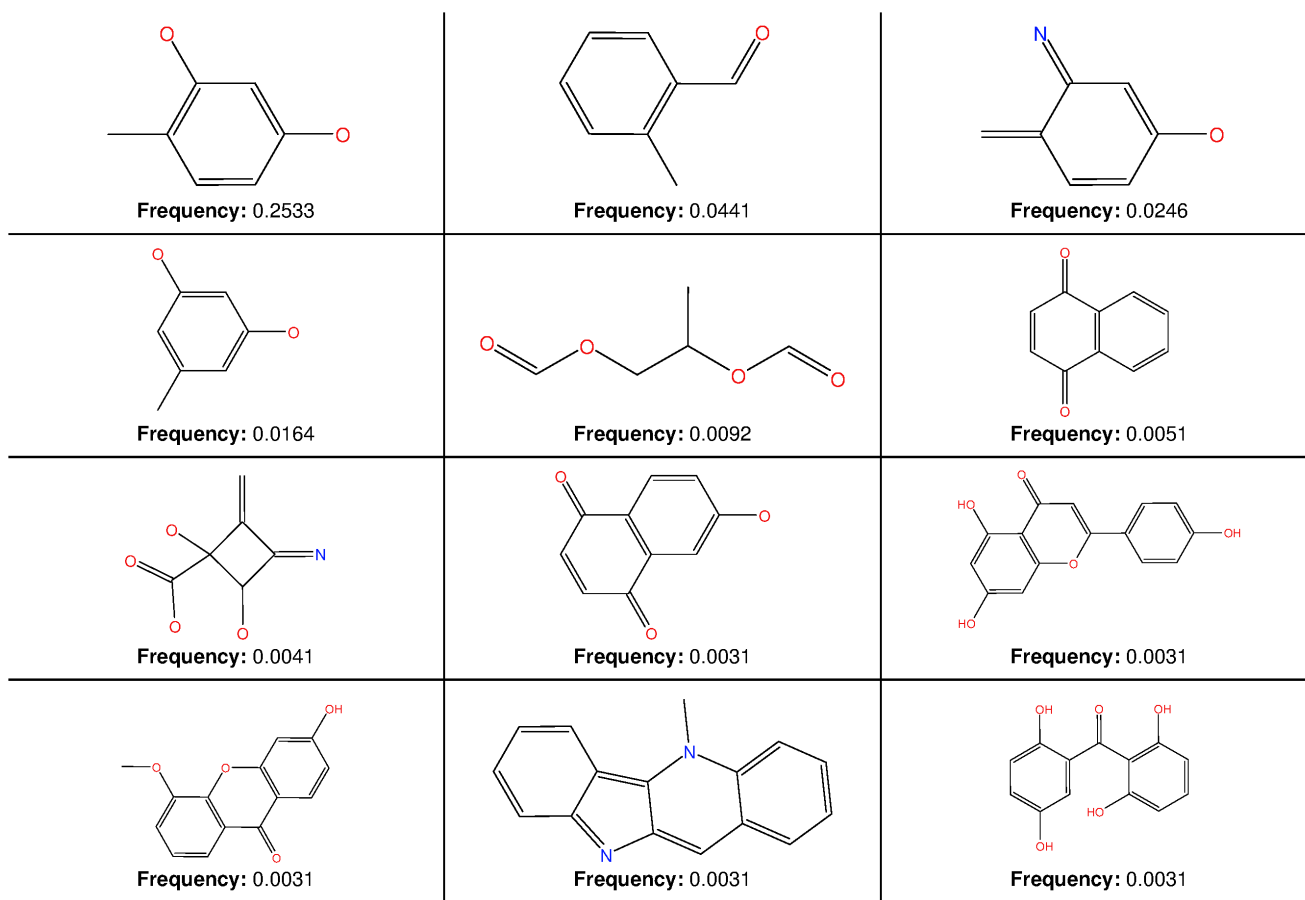 O
O
Frequency: 0.2533
O
Frequency: 0.0441
N
O
Frequency: 0.0246
O
O
Frequency: 0.0164
O
O
O
O
Frequency: 0.0092
O
O
Frequency: 0.0051
O
O
N
O
O
Frequency: 0.0041
O
O
O
Frequency: 0.0031
O
HO
OH
O
HO
Frequency: 0.0031
OH
O
O
O
Frequency: 0.0031
N
N
Frequency: 0.0031
OH
O
OH
HO
OH
Frequency: 0.0031